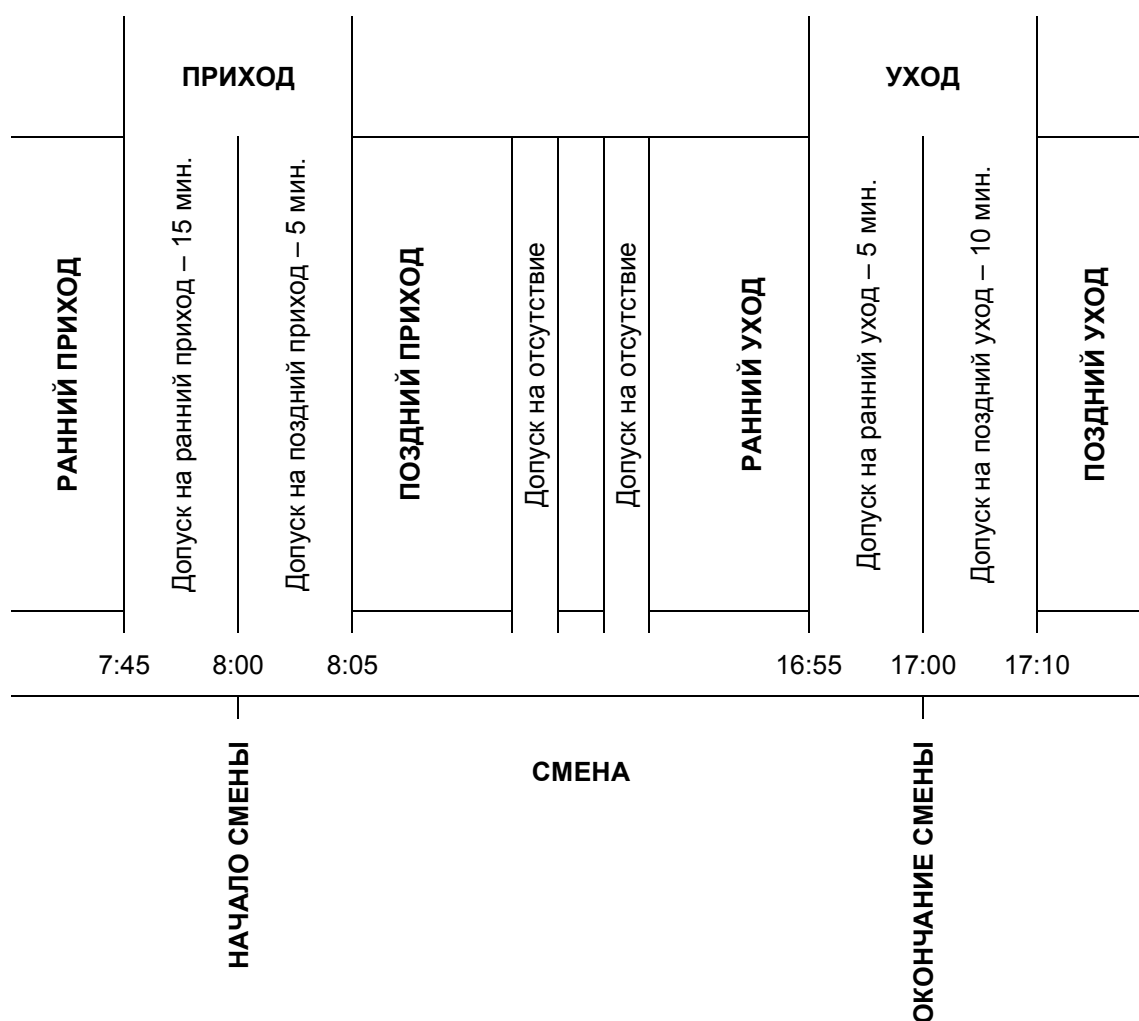 ПРИХОД
УХОД
РАННИЙ ПРИХОД
Допуск на ранний приход – 15 мин.
Допуск на поздний приход – 5 мин.
ПОЗДНИЙ ПРИХОД
Допуск на отсутствие
Допуск на отсутствие
РАННИЙ УХОД
Допуск на ранний уход – 5 мин.
Допуск на поздний уход – 10 мин.
ПОЗДНИЙ УХОД
7:45 8:00 8:05 16:55 17:00 17:10
НАЧАЛО СМЕНЫ
СМЕНА
ОКОНЧАНИЕ СМЕНЫ